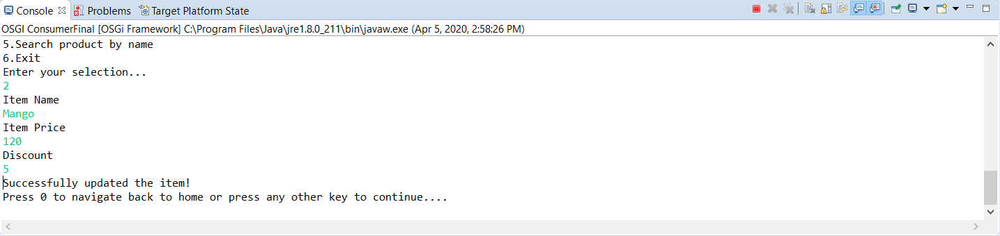 Console Problems Target Platform State
OSGI ConsumerFinal [OSGi Framework] C:\Program Files\Java\jre1.8.0_211\bin\javaw.exe (Apr 5, 2020, 2:58:26 PM)
5.Search product by name
6.Exit
Enter your selection...
2
Item Name
Mango
Item Price
120
Discount
5
Successfully updated the item!
Press 0 to navigate back to home or press any other key to continue....